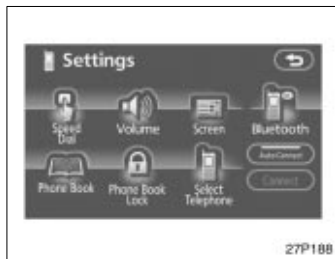 Settings
Speed
Dial
Volume
Screen
Bluetooth
Auto Connect
Phone Book
Phone Book
Lock
Select
Telephone
Connect
27P188